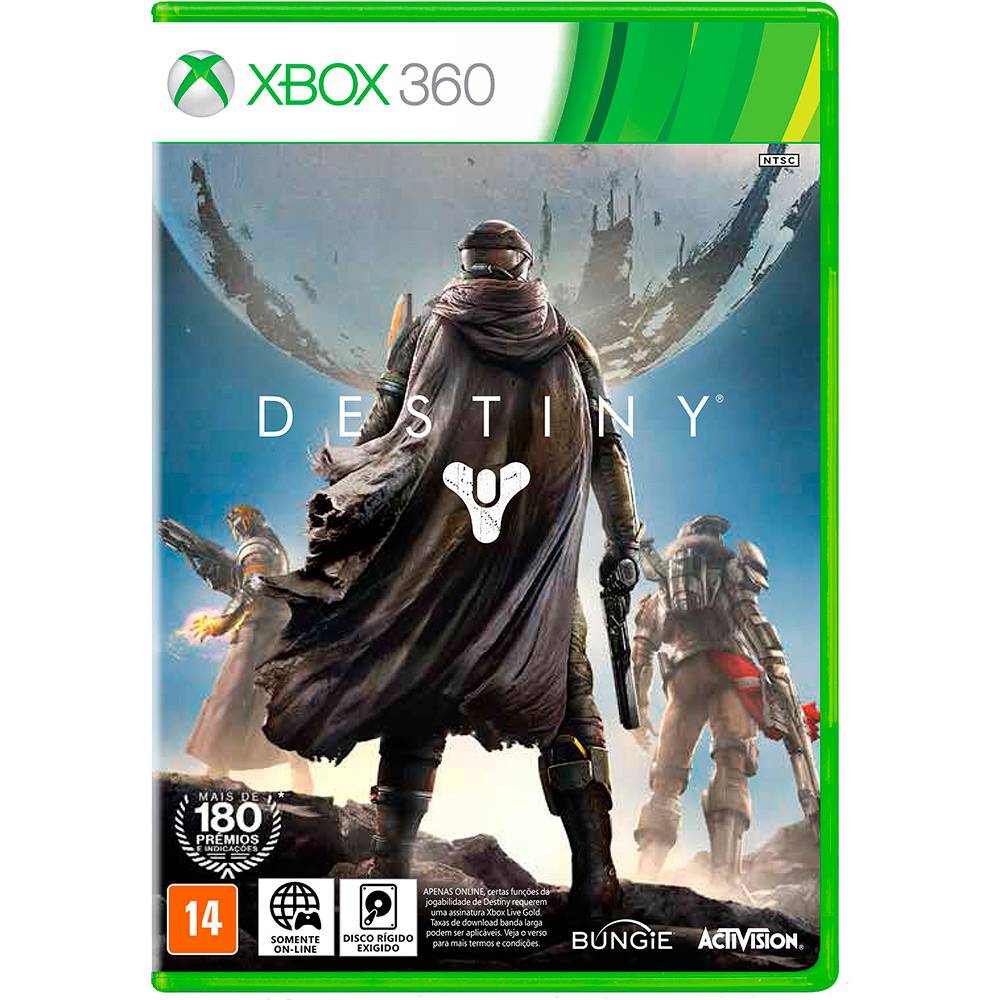 XBOX 360
NTSC
DESTINY®
MAIS DE
180
PRÊMIOS
E INDICAÇÕES
*
14
SOMENTE
ON-LINE
DISCO RÍGIDO
EXIGIDO
APENAS ONLINE, certas funções da
jogabilidade de Destiny requerem
uma assinatura Xbox Live Gold.
Taxas de download banda larga
podem ser aplicáveis. Veja o verso
para mais termos e condições.
BUNGIE
ACTIVISION®